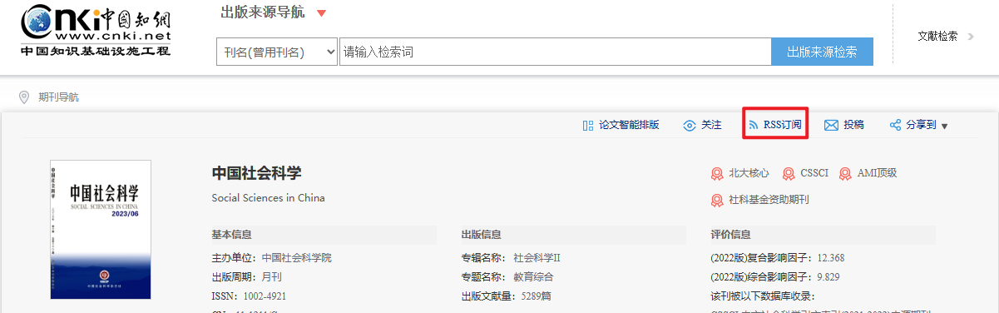 出版来源导航
CNKi中国知網
www.cnki.net
中国知识基础设施工程
刊名(曾用刊名) 请输入检索词 出版来源检索
文献检索
期刊导航
论文智能排版 关注 RSS订阅 投稿 分享到
中国社会科学
SOCIAL SCIENCES IN CHINA
2023/06
中国社会科学
Social Sciences in China
北大核心 CSSCI AMI顶级
社科基金资助期刊
基本信息
主办单位：中国社会科学院
出版周期：月刊
ISSN：1002-4921
出版信息
专辑名称：社会科学II
专题名称：教育综合
出版文献量：5289篇
评价信息
(2022版)复合影响因子：12.368
(2022版)综合影响因子：9.829
该刊被以下数据库收录：